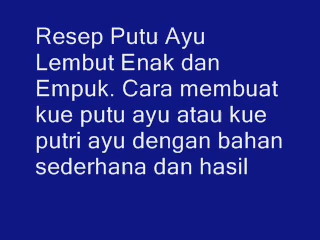 Resep Putu Ayu
Lembut Enak dan
Empuk. Cara membuat
kue putu ayu atau kue
putri ayu dengan bahan
sederhana dan hasil